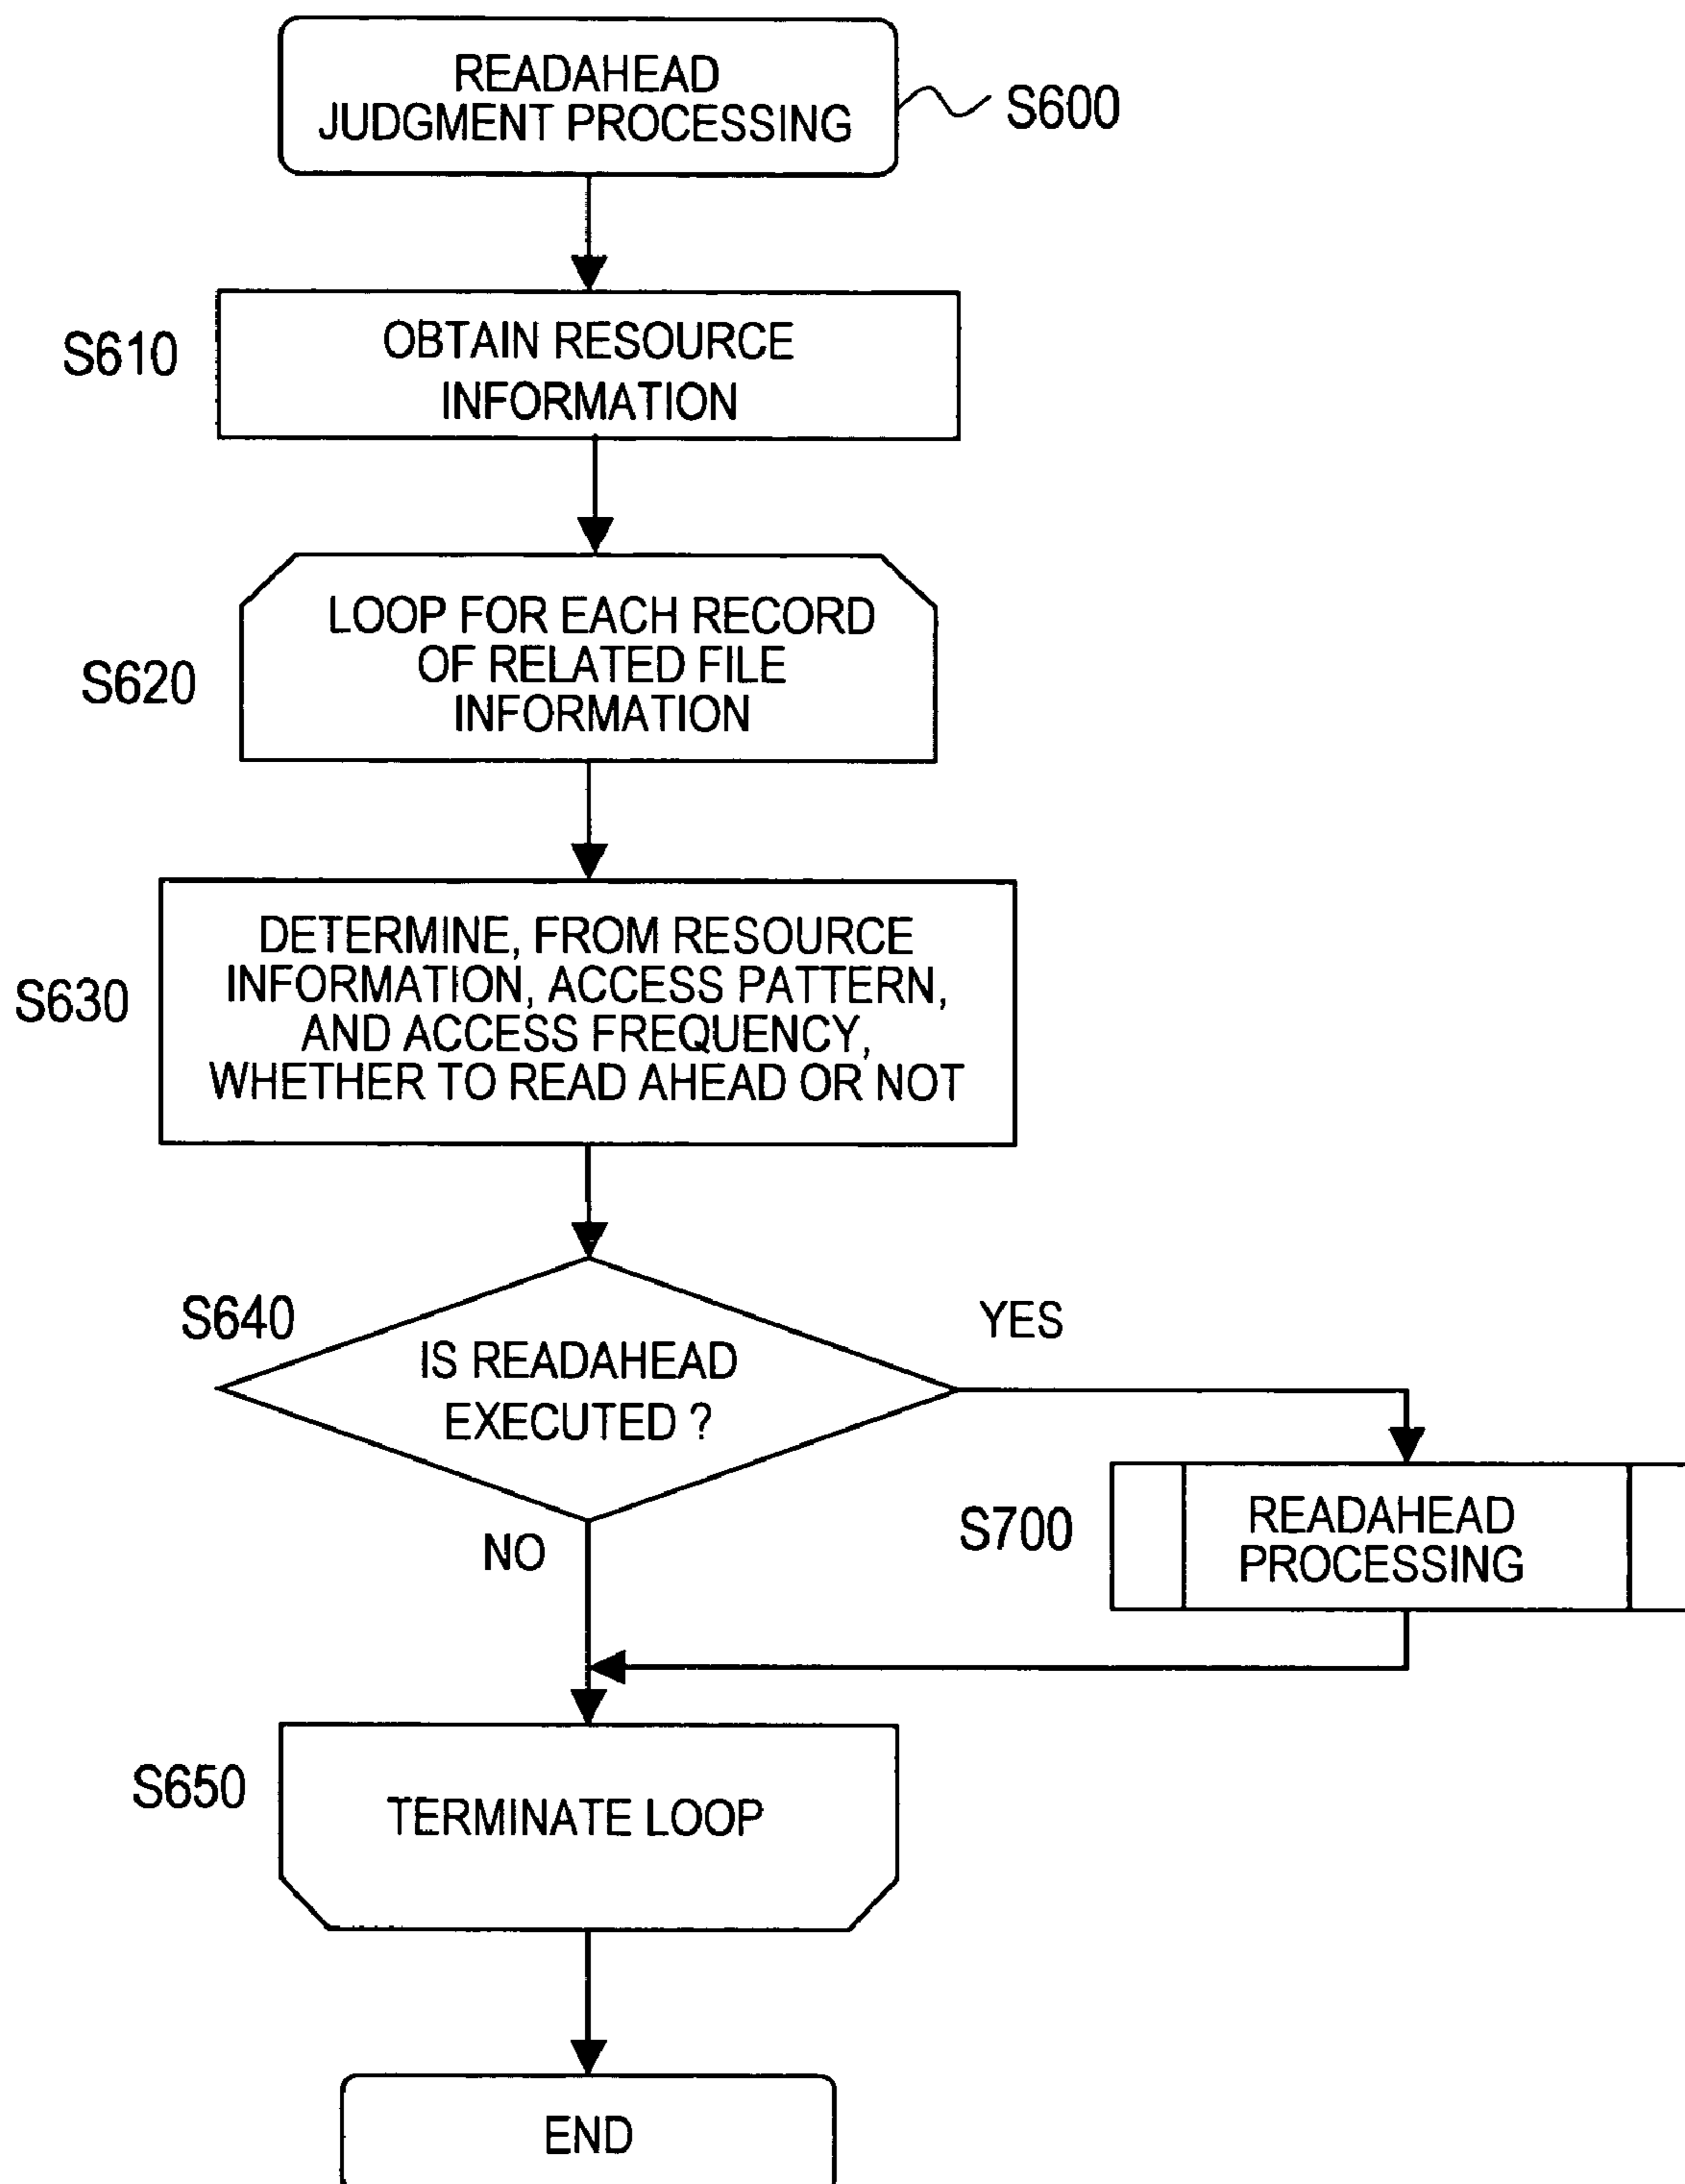 READAHEAD
JUDGMENT PROCESSING
S600
S610
OBTAIN RESOURCE
INFORMATION
S620
LOOP FOR EACH RECORD
OF RELATED FILE
INFORMATION
S630
DETERMINE, FROM RESOURCE
INFORMATION, ACCESS PATTERN,
AND ACCESS FREQUENCY,
WHETHER TO READ AHEAD OR NOT
S640
IS READAHEAD
EXECUTED ?
YES
NO
S700
READAHEAD
PROCESSING
S650
TERMINATE LOOP
END